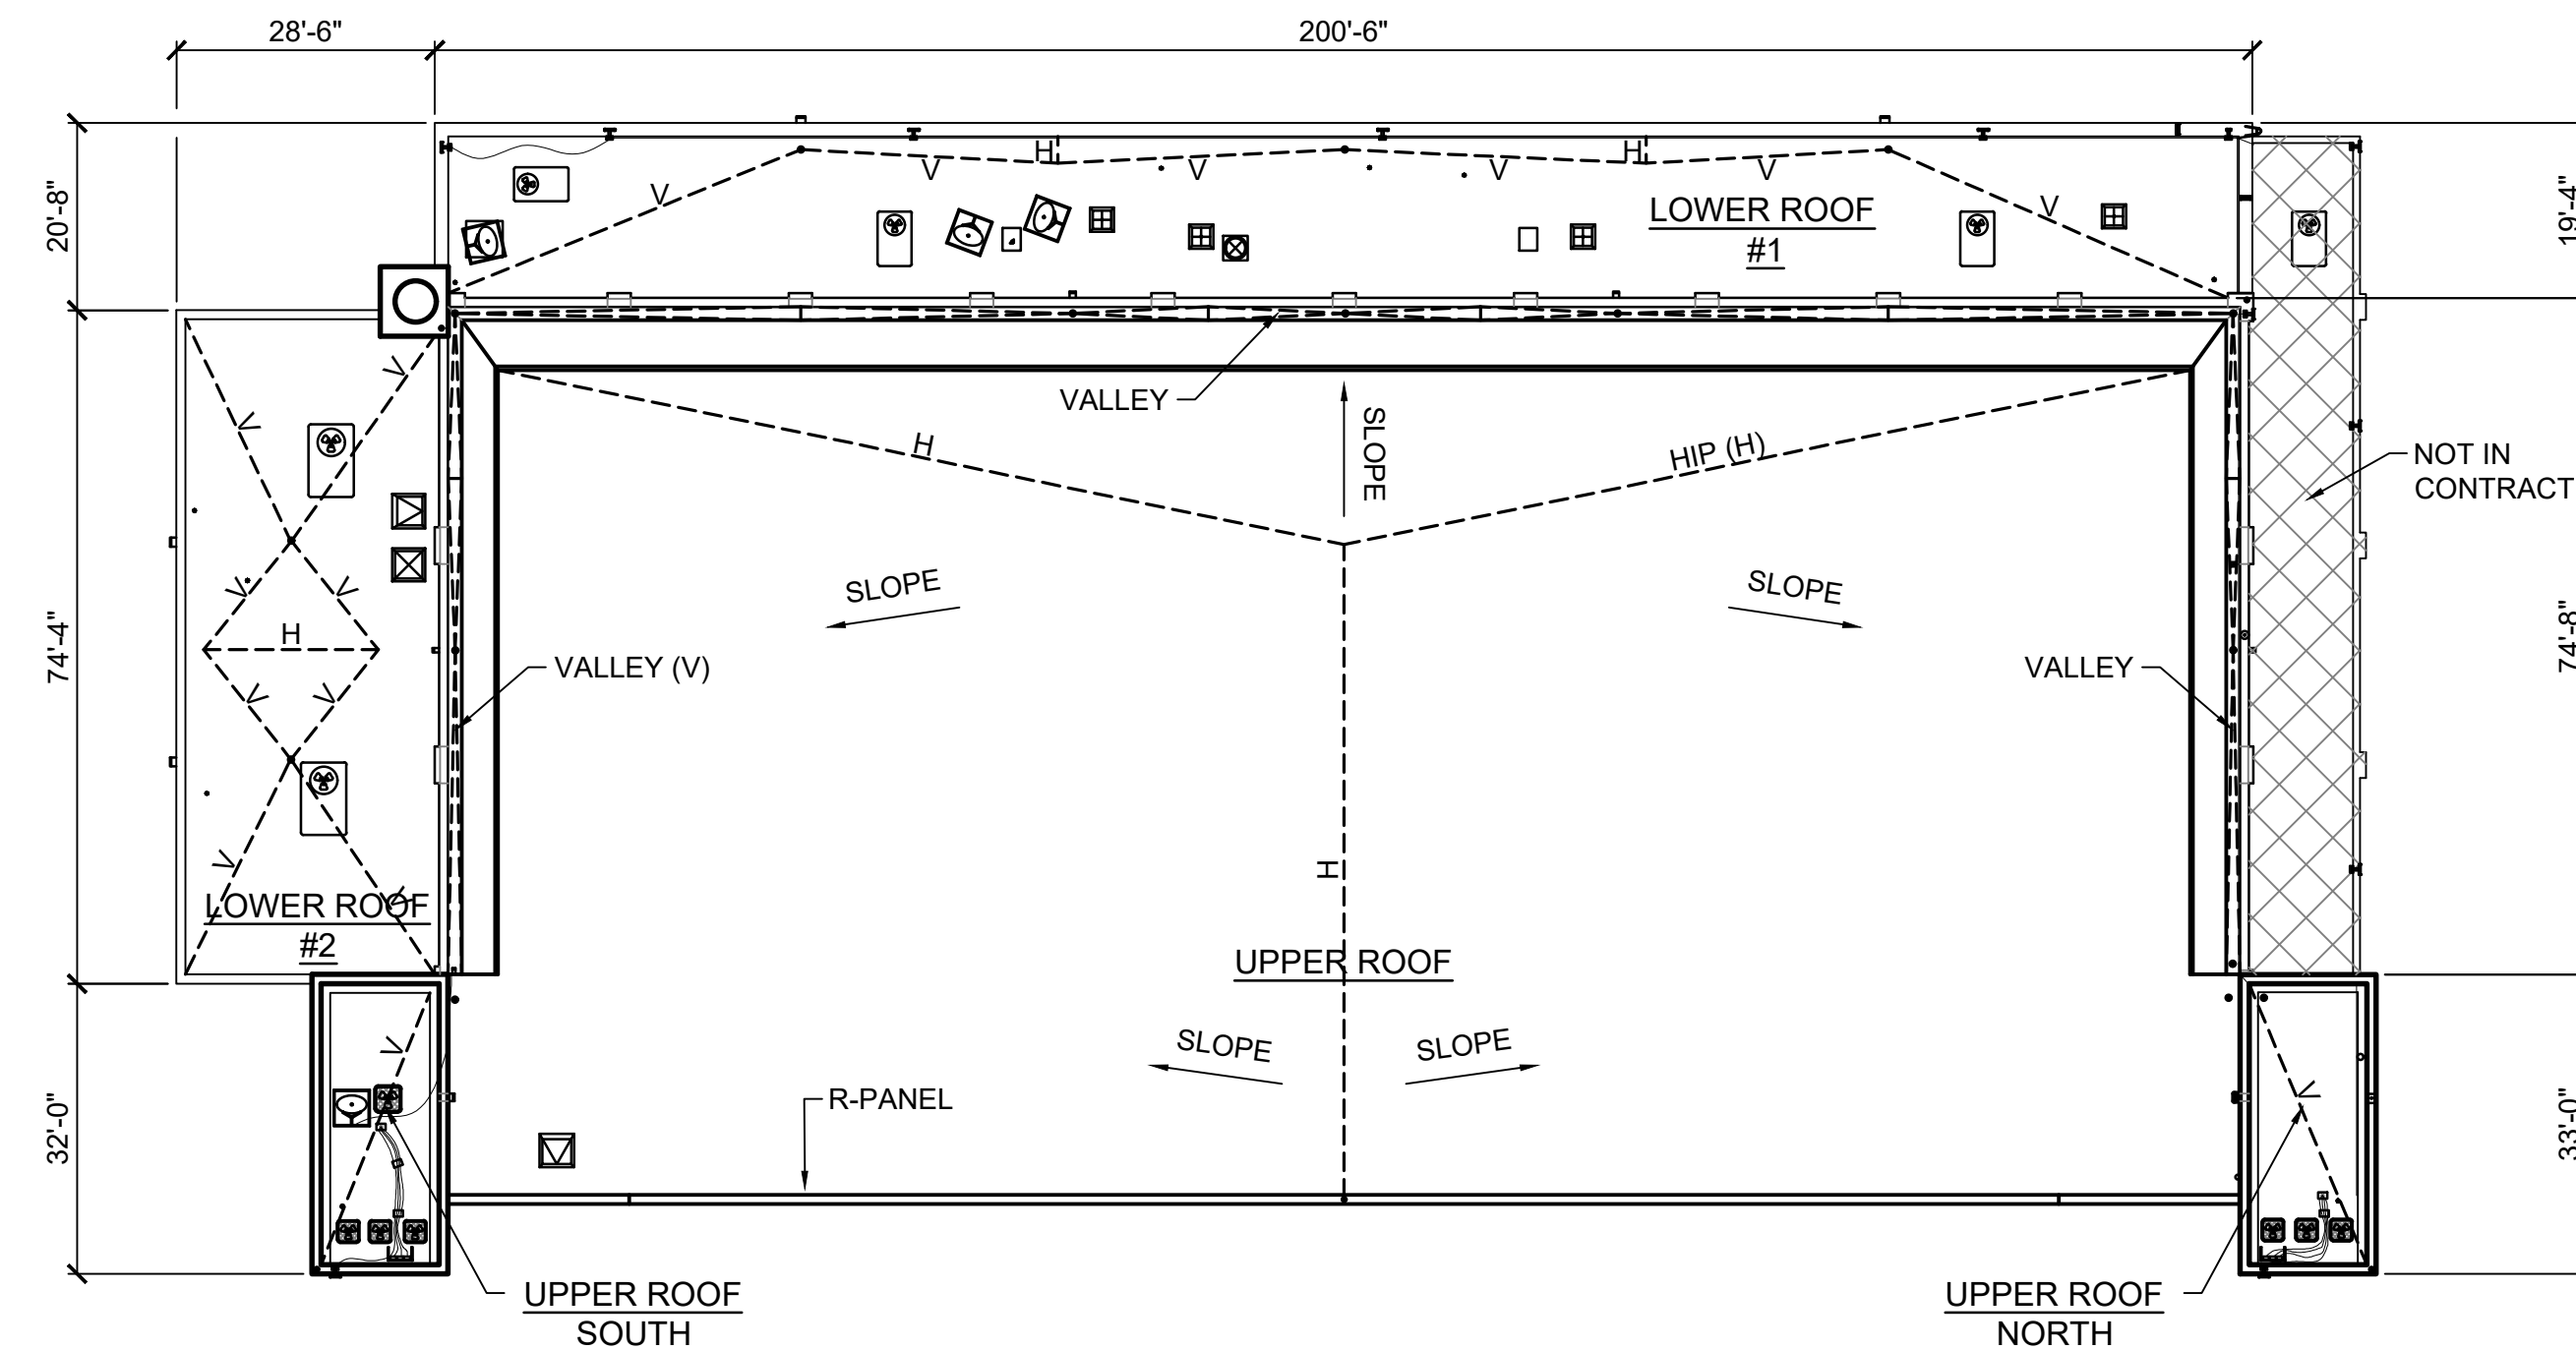 28'-6"
200'-6"
20'-8"
19'-4"
H
H
V
V
V
V
V
V
LOWER ROOF
#1
VALLEY
SLOPE
H
HIP (H)
NOT IN
CONTRACT
V
V
SLOPE
SLOPE
V
V
H
74'-4"
74'-8"
VALLEY (V)
VALLEY
V
V
V
V
H
LOWER ROOF
#2
UPPER ROOF
SLOPE
SLOPE
V
V
R-PANEL
32'-0"
33'-0"
UPPER ROOF
SOUTH
UPPER ROOF
NORTH